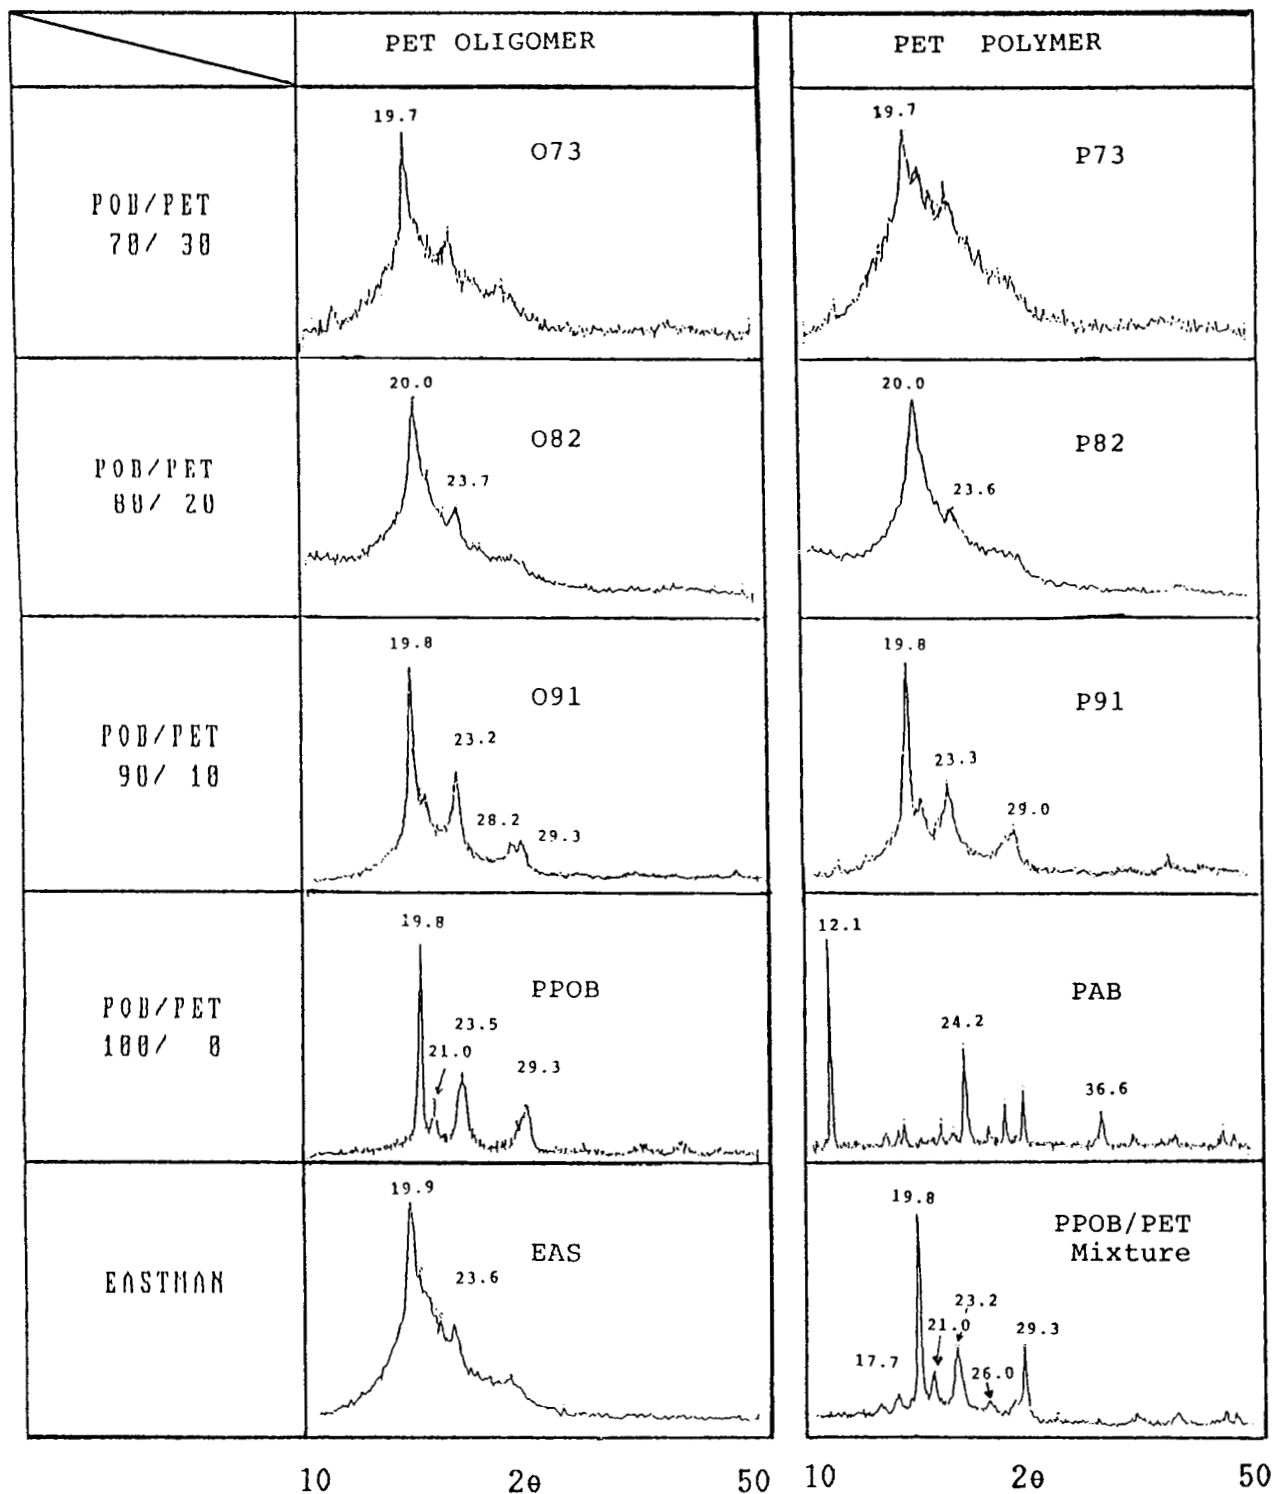 PET OLIGOMER
PET POLYMER
POB/PET
70/ 30
19.7
O73
19.7
P73
POB/PET
80/ 20
20.0
O82
23.7
20.0
P82
23.6
POB/PET
90/ 10
19.8
O91
23.2
28.2
29.3
19.8
P91
23.3
29.0
POB/PET
100/ 0
19.8
PPOB
23.5
21.0
29.3
12.1
PAB
24.2
36.6
EASTMAN
19.9
EAS
23.6
19.8
PPOB/PET
Mixture
23.2
21.0
29.3
17.7
26.0
10 2θ 50
10 2θ 50